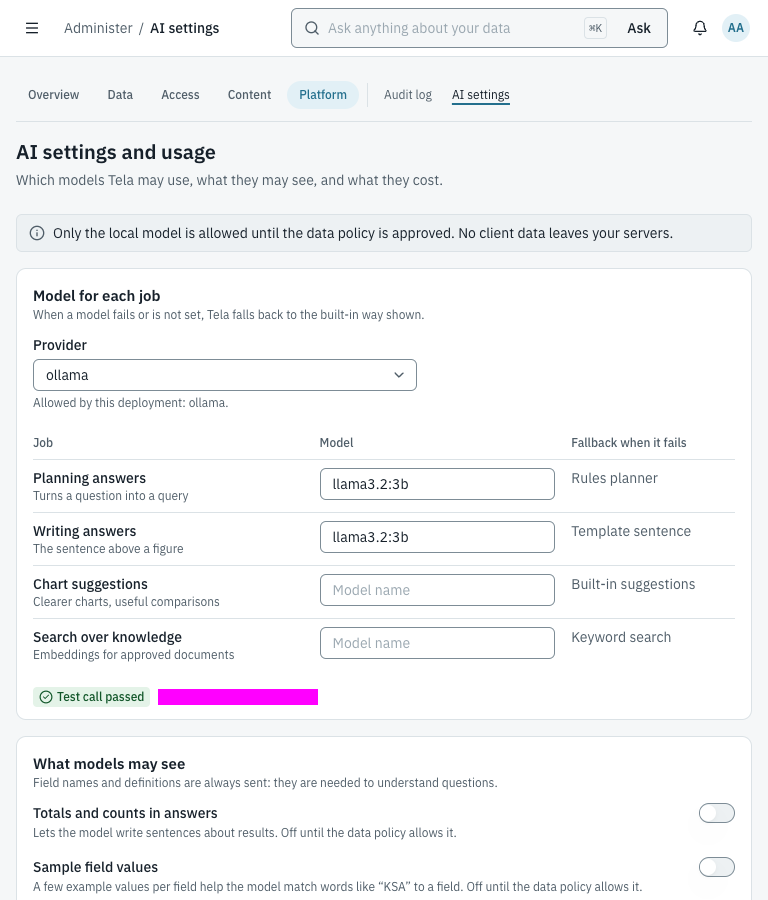 Administer / AI settings
Ask anything about your data
⌘K
Ask
AA
Overview
Data
Access
Content
Platform
Audit log
AI settings
AI settings and usage
Which models Tela may use, what they may see, and what they cost.
Only the local model is allowed until the data policy is approved. No client data leaves your servers.
Model for each job
When a model fails or is not set, Tela falls back to the built-in way shown.
Provider
ollama
Allowed by this deployment: ollama.
Job Model Fallback when it fails
Planning answers
Turns a question into a query
llama3.2:3b
Rules planner
Writing answers
The sentence above a figure
llama3.2:3b
Template sentence
Chart suggestions
Clearer charts, useful comparisons
Model name
Built-in suggestions
Search over knowledge
Embeddings for approved documents
Model name
Keyword search
Test call passed
What models may see
Field names and definitions are always sent: they are needed to understand questions.
Totals and counts in answers
Lets the model write sentences about results. Off until the data policy allows it.
Sample field values
A few example values per field help the model match words like “KSA” to a field. Off until the data policy allows it.